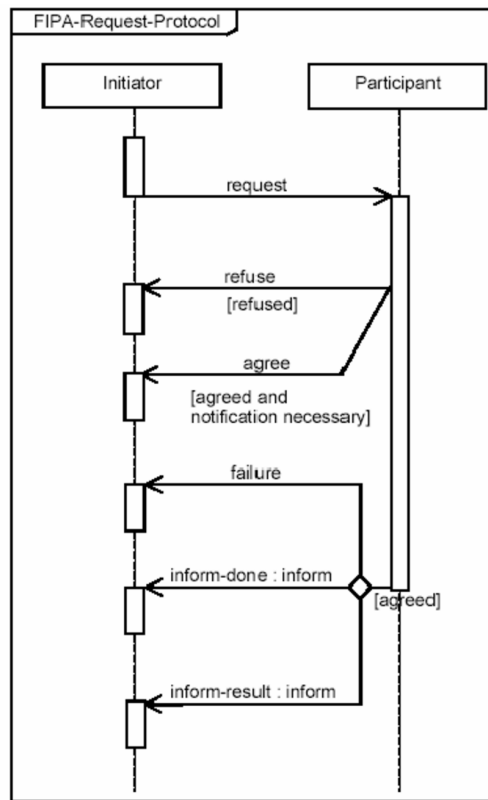 FIPA-Request-Protocol
Initiator
Participant
request
refuse
[refused]
agree
[agreed and
notification necessary]
failure
inform-done : inform
[agreed]
inform-result : inform